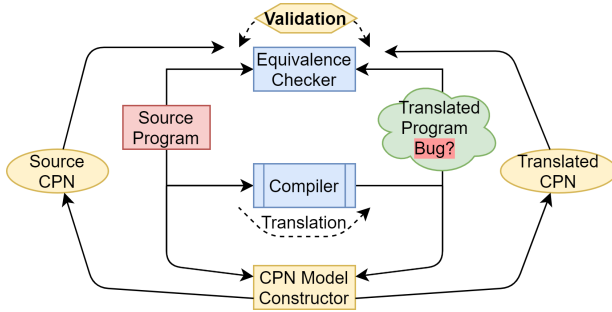 Validation
Equivalence
Checker
Source
Program
Translated
Program
Bug?
Source
CPN
Compiler
Translated
CPN
Translation
CPN Model
Constructor